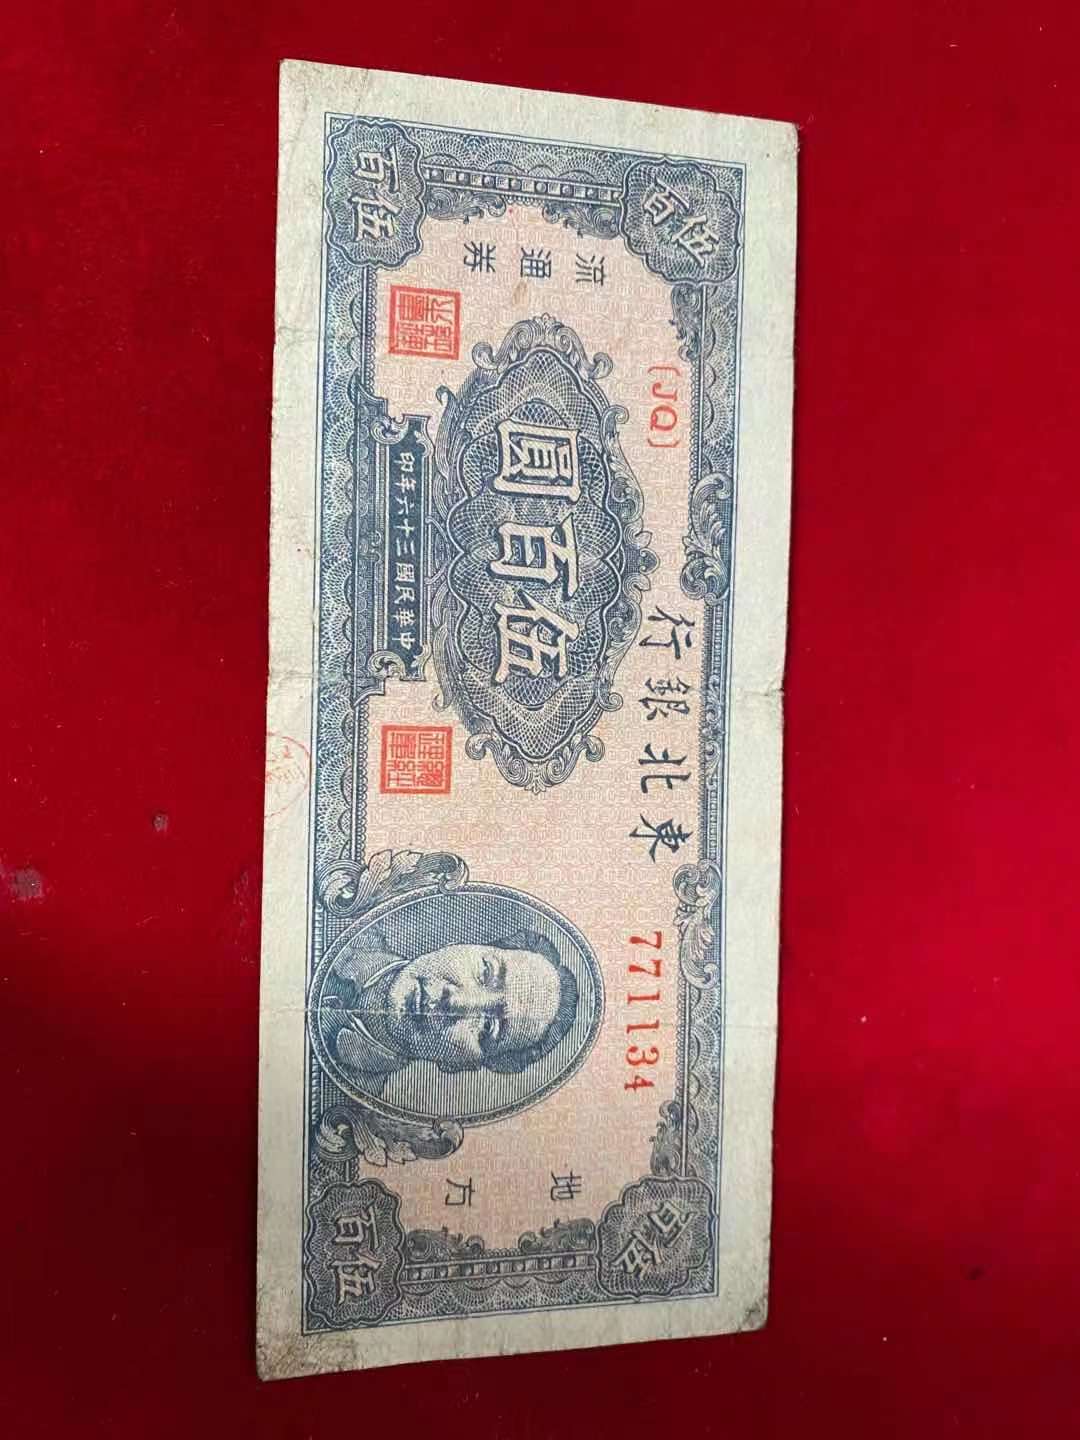 伍百
伍百
東北銀行
771134
(JQ)
地方
流通券
伍百圓
中華民國三十六年印
伍百
伍百